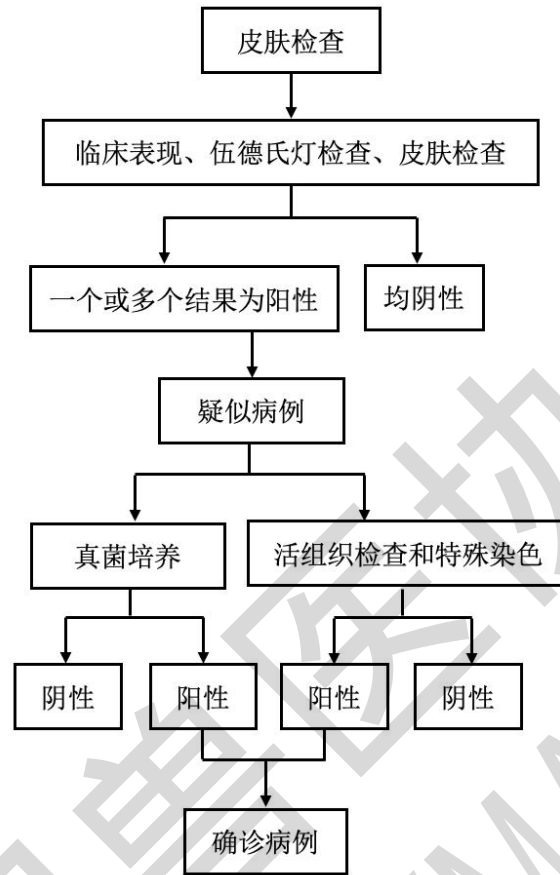 皮肤检查
临床表现、伍德氏灯检查、皮肤检查
一个或多个结果为阳性
均阴性
疑似病例
真菌培养
活组织检查和特殊染色
阴性
阳性
阳性
阴性
确诊病例
兽医协